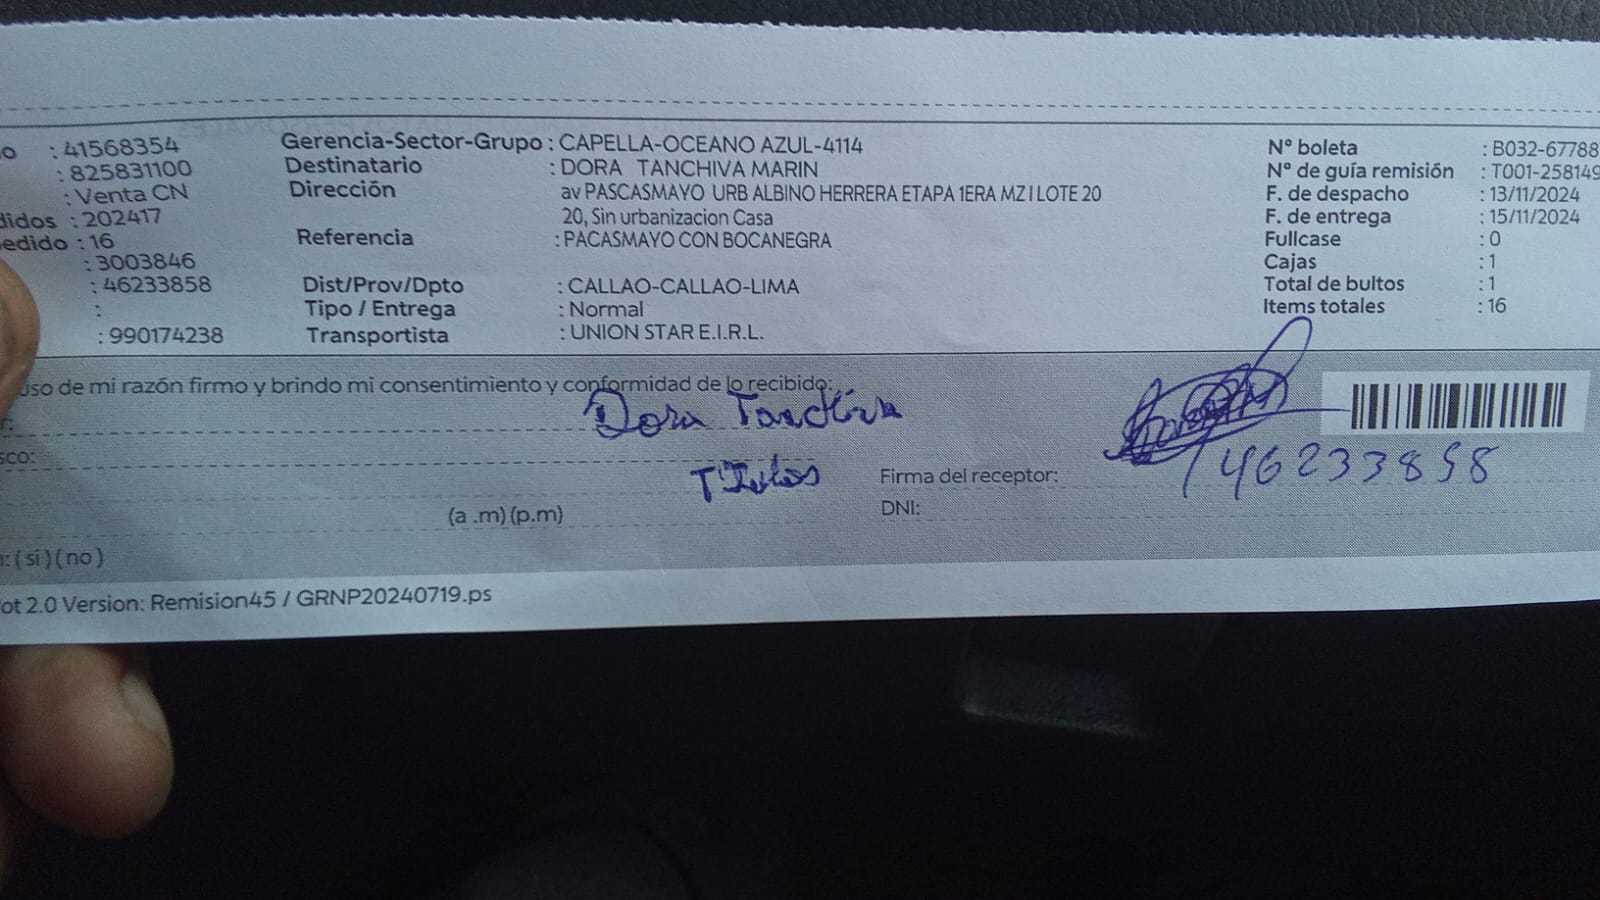 o : 41568354
: 825831100
: Venta CN
didos : 202417
edido : 16
: 3003846
: 46233858
:
: 990174238
Gerencia-Sector-Grupo : CAPELLA-OCEANO AZUL-4114
Destinatario : DORA TANCHIVA MARIN
Dirección av PASCASMAYO URB ALBINO HERRERA ETAPA 1ERA MZ I LOTE 20
20, Sin urbanizacion Casa
Referencia : PACASMAYO CON BOCANEGRA
Dist/Prov/Dpto : CALLAO-CALLAO-LIMA
Tipo / Entrega : Normal
Transportista : UNION STAR E.I.R.L.
N° boleta : B032-67788
N° de guía remisión : T001-258149
F. de despacho : 13/11/2024
F. de entrega : 15/11/2024
Fullcase : 0
Cajas : 1
Total de bultos : 1
Items totales : 16
uso de mi razón firmo y brindo mi consentimiento y conformidad de lo recibido:
r: Dora
sco:
Firma del receptor:
46233858
(a .m) (p.m) DNI:
: ( si ) ( no )
ot 2.0 Version: Remision45 / GRNP20240719.ps